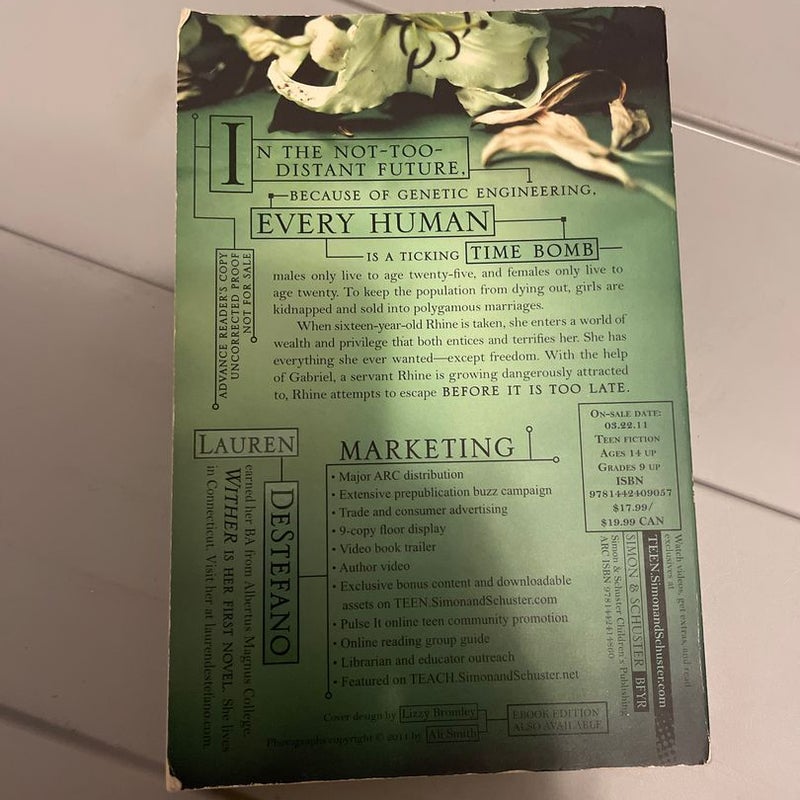 IN THE NOT-TOO-
DISTANT FUTURE,
BECAUSE OF GENETIC ENGINEERING,
EVERY HUMAN
IS A TICKING TIME BOMB
males only live to age twenty-five, and females only live to
age twenty. To keep the population from dying out, girls are
kidnapped and sold into polygamous marriages.
When sixteen-year-old Rhine is taken, she enters a world of
wealth and privilege that both entices and terrifies her. She has
everything she ever wanted—except freedom. With the help
of Gabriel, a servant Rhine is growing dangerously attracted
to, Rhine attempts to escape BEFORE IT IS TOO LATE.
ADVANCE READER'S COPY
UNCORRECTED PROOF
NOT FOR SALE
LAUREN
DESTEFANO
earned her BA from Albertus Magnus College.
WITHER IS HER FIRST NOVEL. She lives
in Connecticut. Visit her at laurendestefano.com.
MARKETING
• Major ARC distribution
• Extensive prepublication buzz campaign
• Trade and consumer advertising
• 9-copy floor display
• Video book trailer
• Author video
• Exclusive bonus content and downloadable
assets on TEEN.SimonandSchuster.com
• Pulse It online teen community promotion
• Online reading group guide
• Librarian and educator outreach
• Featured on TEACH.SimonandSchuster.net
ON-SALE DATE:
03.22.11
TEEN FICTION
AGES 14 UP
GRADES 9 UP
ISBN
9781442409057
$17.99/
$19.99 CAN
Watch videos, get extras, and read
exclusives at
TEEN.SimonandSchuster.com
SIMON & SCHUSTER BFYR
Simon & Schuster Children's Publishing
ARC ISBN
Cover design by Lizzy Bromley
Photographs copyright © 2011 by Ali Smith
EBOOK EDITION
ALSO AVAILABLE